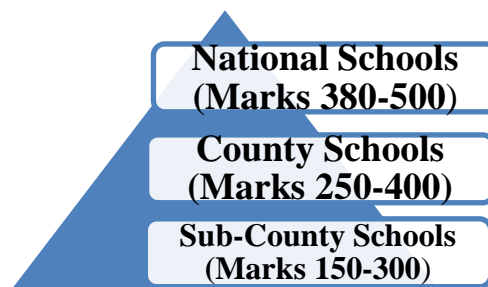 National Schools
(Marks 380-500)
County Schools
(Marks 250-400)
Sub-County Schools
(Marks 150-300)